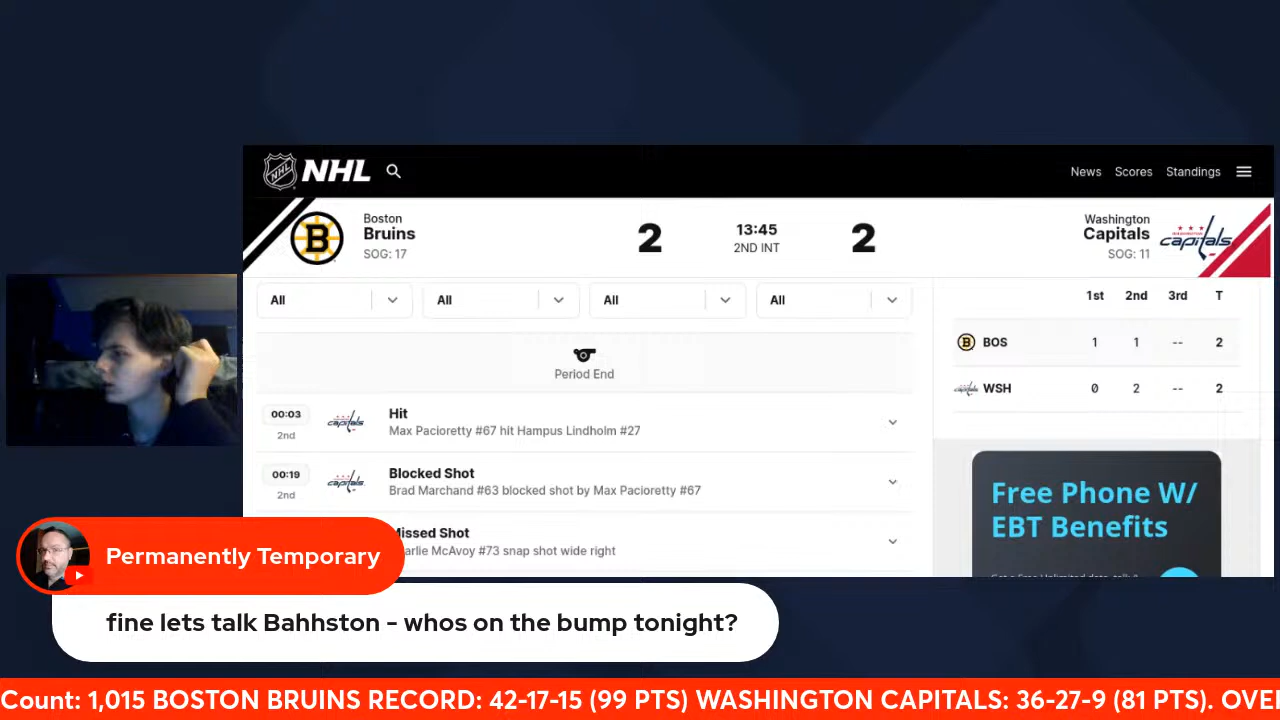 NHL NHL News Scores Standings
Boston
Bruins
SOG: 17
2
13:45
2ND INT
2
Washington
Capitals
SOG: 11
capitals
All All All All
1st 2nd 3rd T
B BOS 1 1 -- 2
WSH 0 2 -- 2
Period End
00:03
2nd
capitals
Hit
Max Pacioretty #67 hit Hampus Lindholm #27
00:19
2nd
capitals
Blocked Shot
Brad Marchand #63 blocked shot by Max Pacioretty #67
Missed Shot
arlie McAvoy #73 snap shot wide right
Free Phone W/
EBT Benefits
Permanently Temporary
fine lets talk Bahhston - whos on the bump tonight?
Count: 1,015 BOSTON BRUINS RECORD: 42-17-15 (99 PTS) WASHINGTON CAPITALS: 36-27-9 (81 PTS). OVE